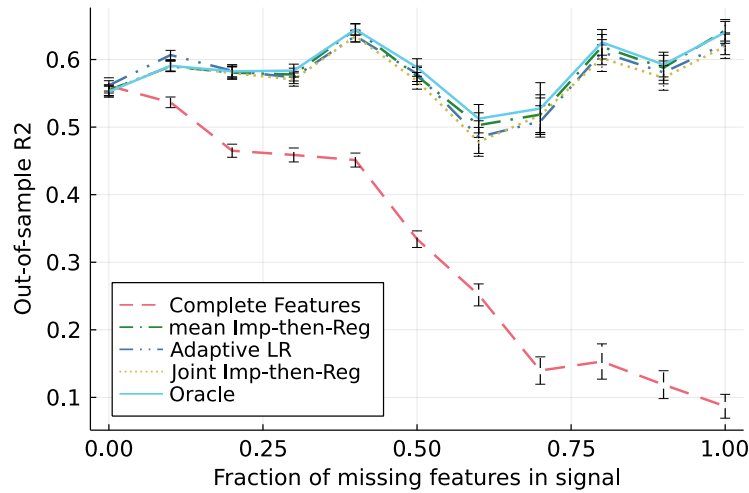 Out-of-sample R2
0.6
0.5
0.4
0.3
0.2
0.1
Complete Features
mean Imp-then-Reg
Adaptive LR
Joint Imp-then-Reg
Oracle
0.00 0.25 0.50 0.75 1.00
Fraction of missing features in signal